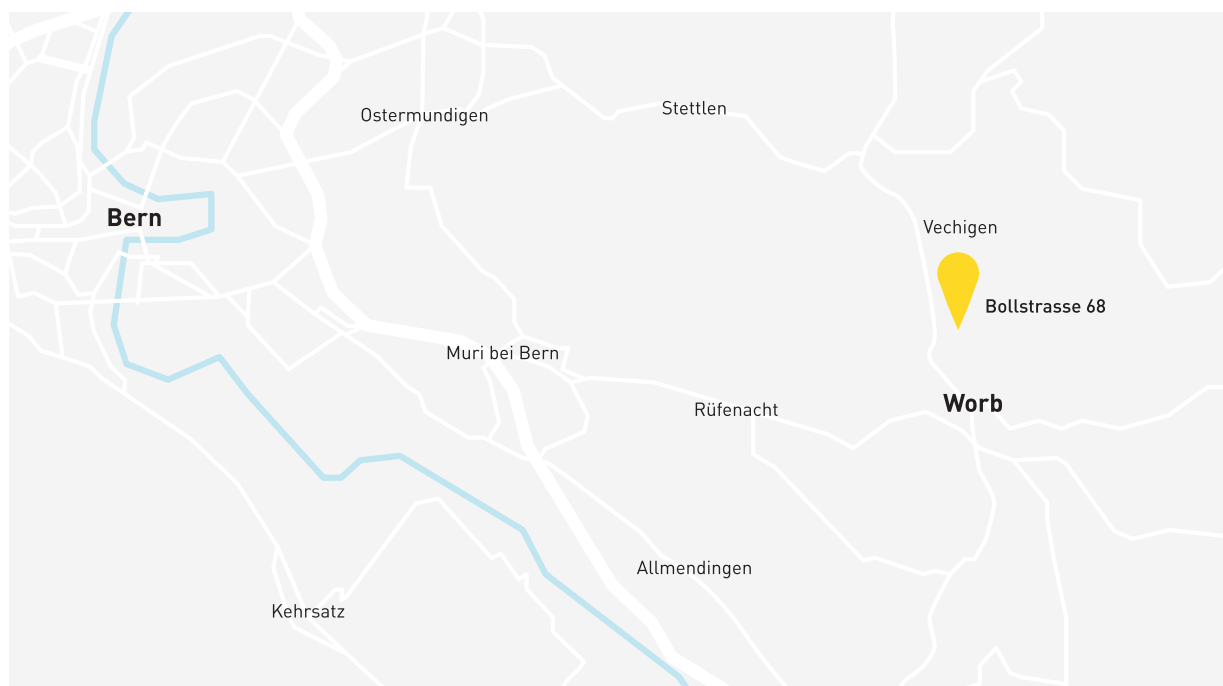 Stettlen
Ostermundigen
Bern
Vechigen
Bollstrasse 68
Muri bei Bern
Worb
Rüfenacht
Allmendingen
Kehrsatz